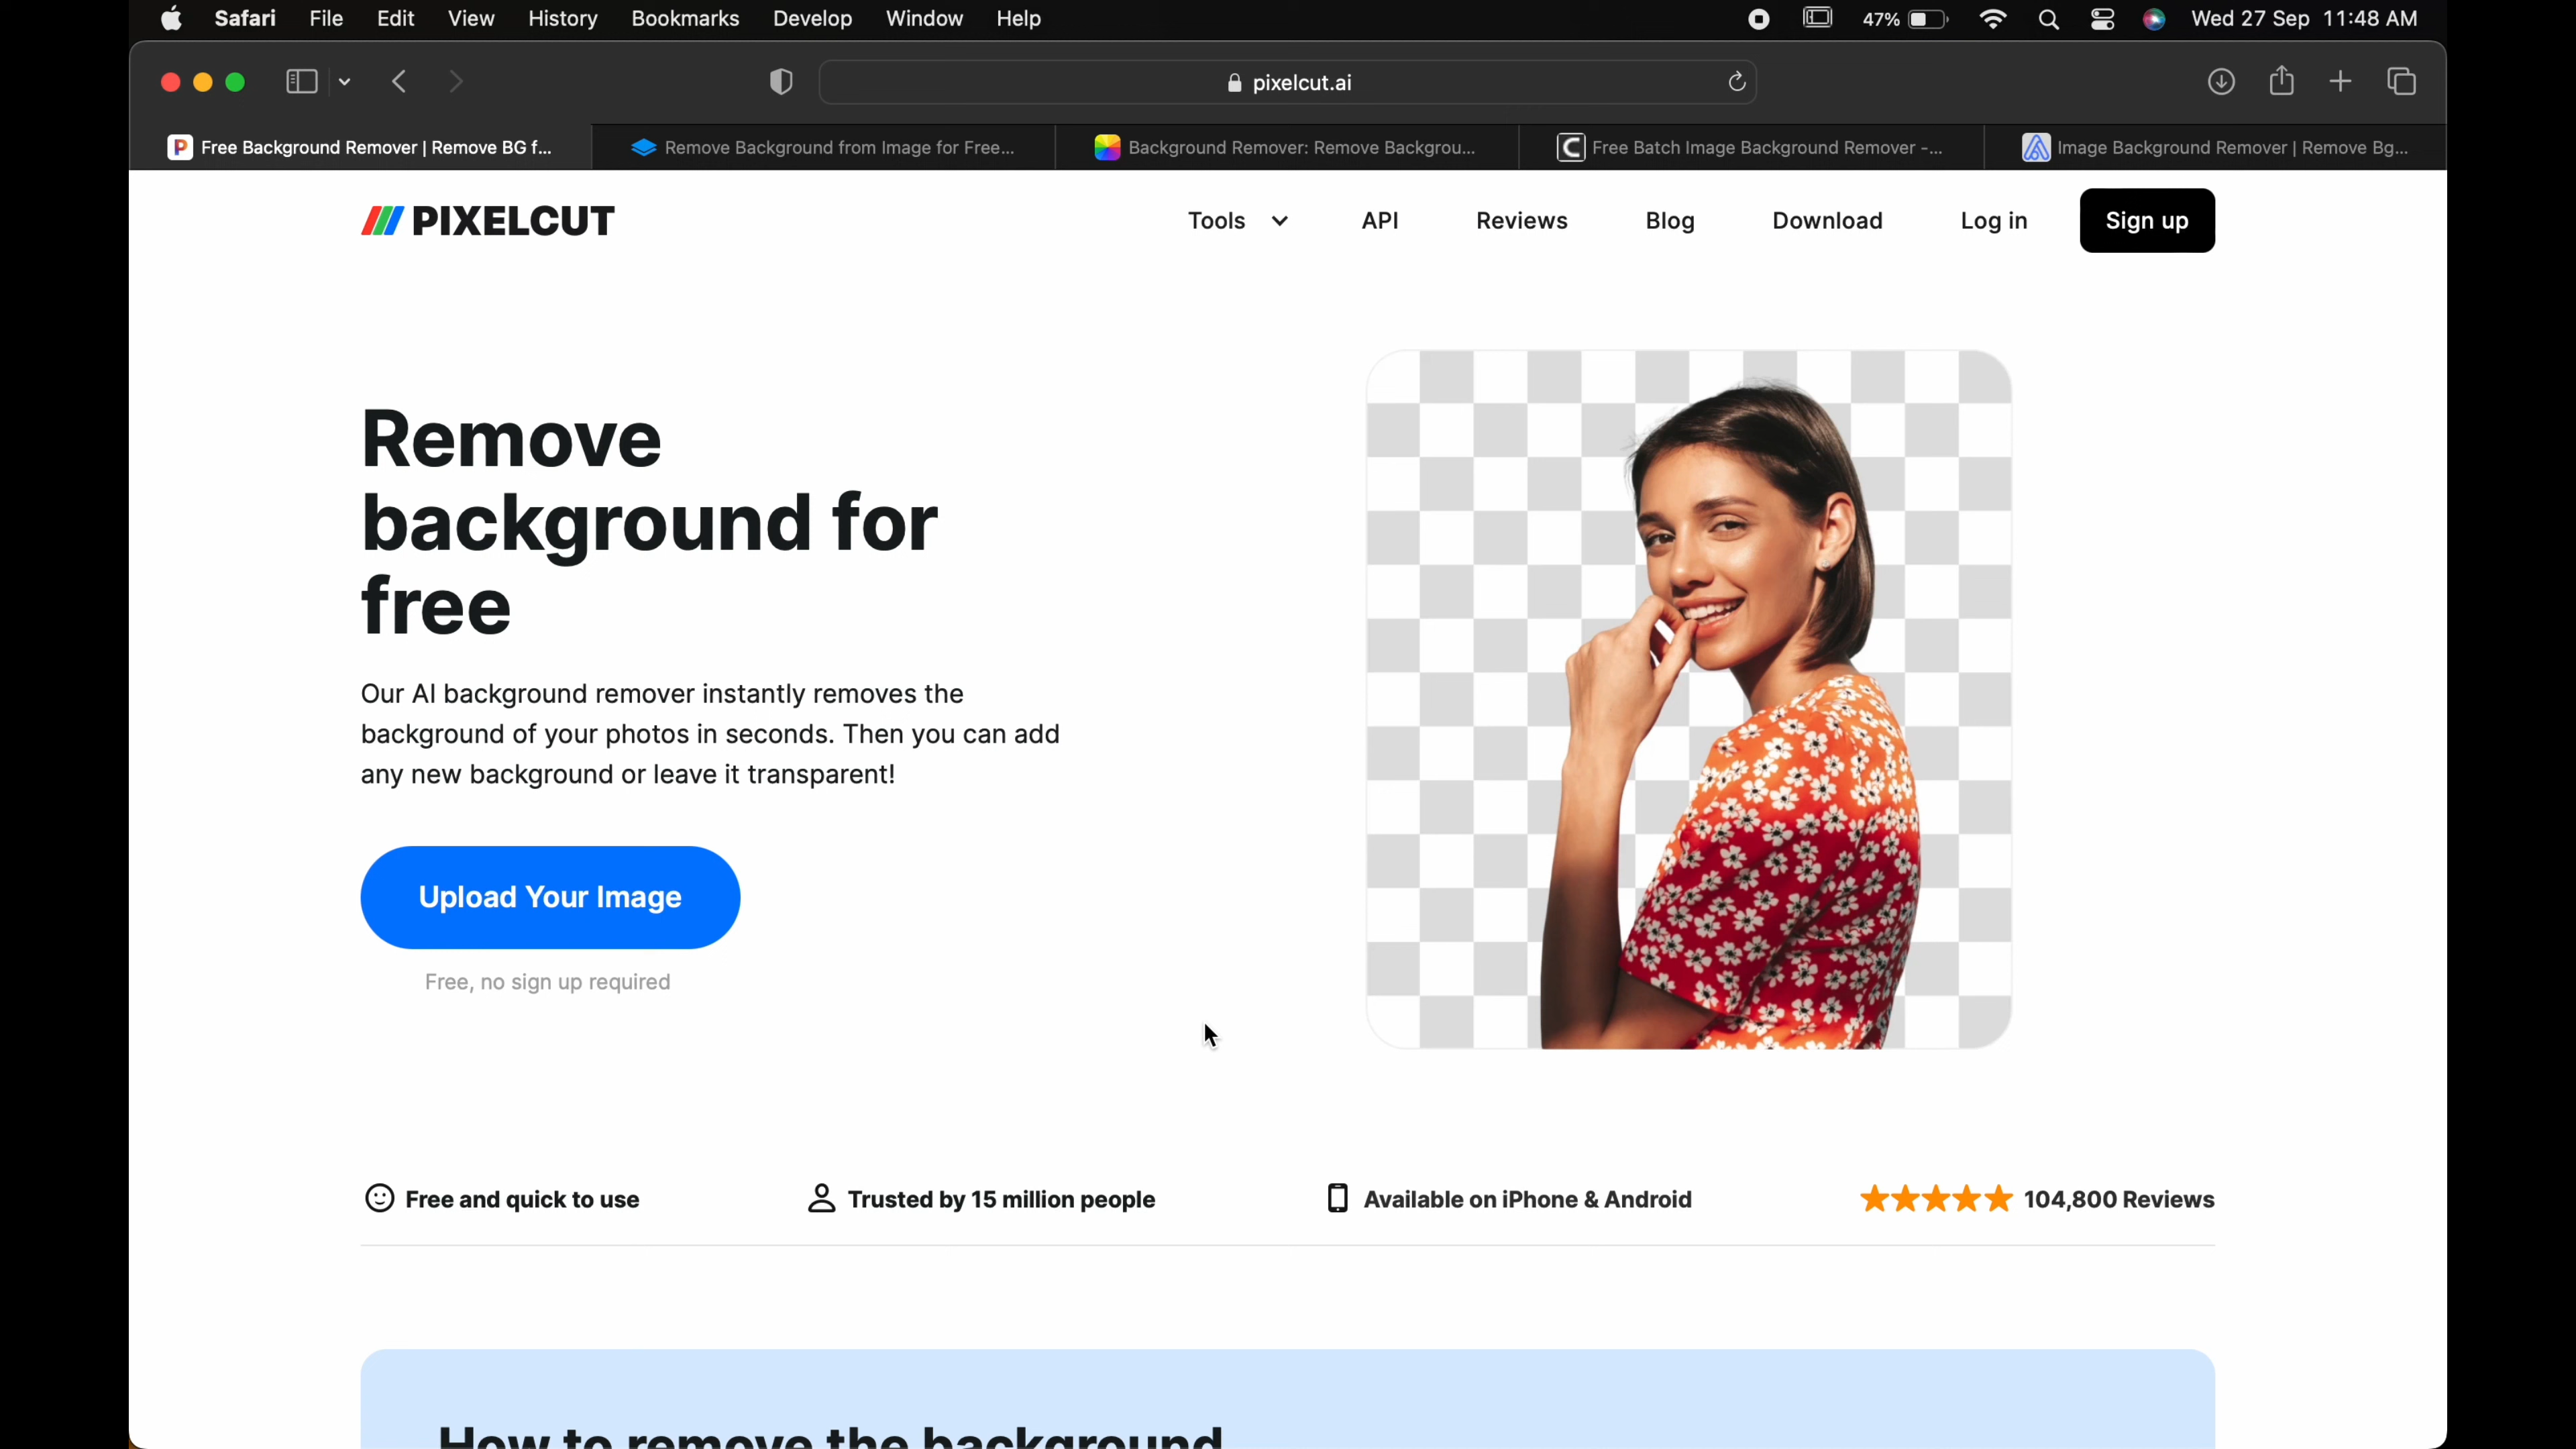 Safari File Edit View History Bookmarks Develop Window Help 47% Wed 27 Sep 11:48 AM
pixelcut.ai
P Free Background Remover | Remove BG f... Remove Background from Image for Free... Background Remover: Remove Backgrou... C Free Batch Image Background Remover -... Image Background Remover | Remove Bg...
PIXELCUT Tools API Reviews Blog Download Log in Sign up
Remove
background for
free
Our AI background remover instantly removes the
background of your photos in seconds. Then you can add
any new background or leave it transparent!
Upload Your Image
Free, no sign up required
Free and quick to use Trusted by 15 million people Available on iPhone & Android 104,800 Reviews
How to remove the background